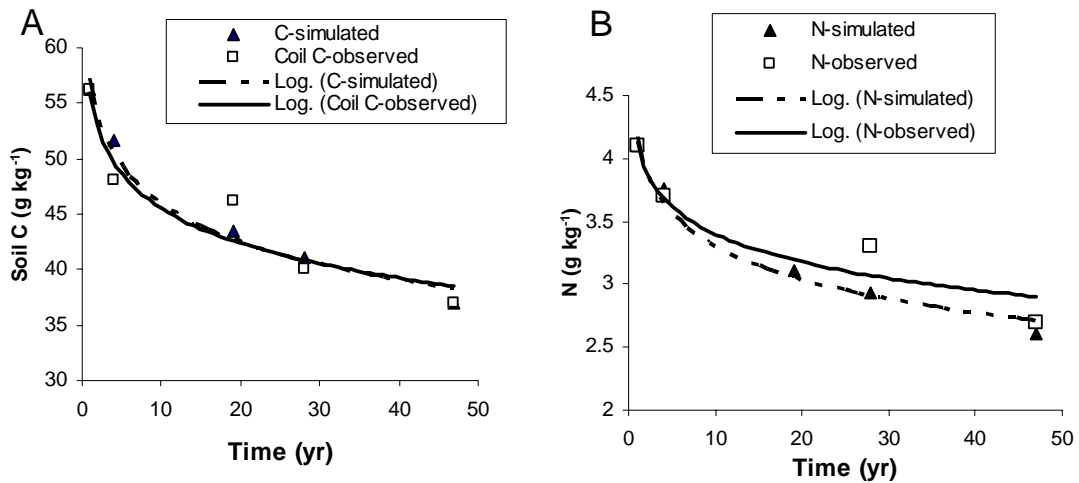 A
C-simulated
Coil C-observed
Log. (C-simulated)
Log. (Coil C-observed)
60
55
50
45
40
35
30
Soil C (g kg⁻¹)
0 10 20 30 40 50
Time (yr)
B
N-simulated
N-observed
Log. (N-simulated)
Log. (N-observed)
4.5
4
3.5
3
2.5
2
N (g kg⁻¹)
0 10 20 30 40 50
Time (yr)